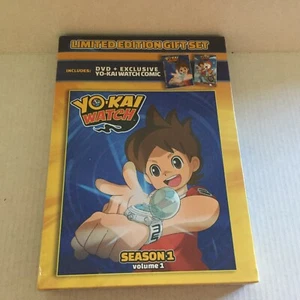 LIMITED EDITION GIFT SET
INCLUDES: DVD + EXCLUSIVE
YO-KAI WATCH COMIC
YO-KAI
WATCH
SEASON 1
volume 1